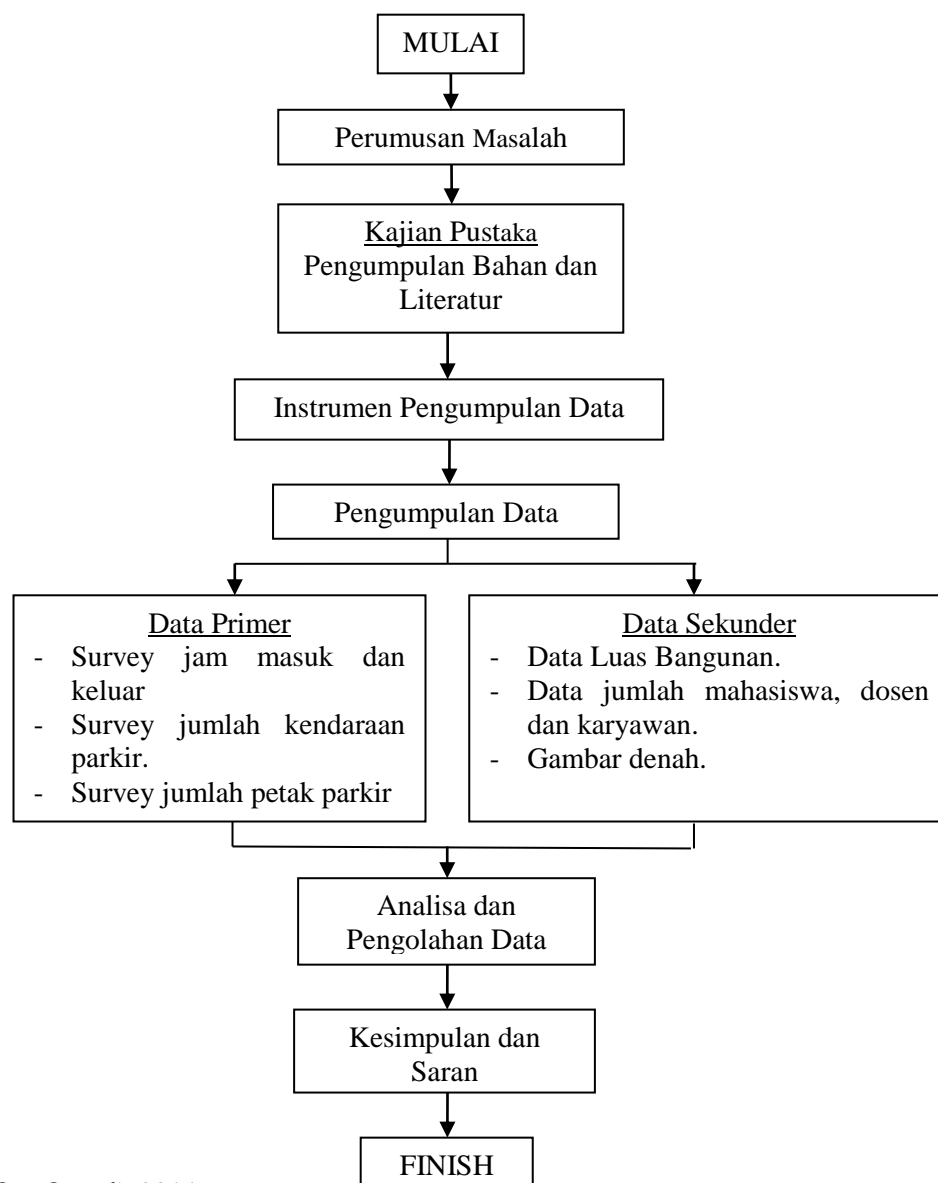 MULAI
Perumusan Masalah
Kajian Pustaka
Pengumpulan Bahan dan
Literatur
Instrumen Pengumpulan Data
Pengumpulan Data
Data Primer
- Survey jam masuk dan
keluar
- Survey jumlah kendaraan
parkir.
- Survey jumlah petak parkir
Data Sekunder
- Data Luas Bangunan.
- Data jumlah mahasiswa, dosen
dan karyawan.
- Gambar denah.
Analisa dan
Pengolahan Data
Kesimpulan dan
Saran
FINISH